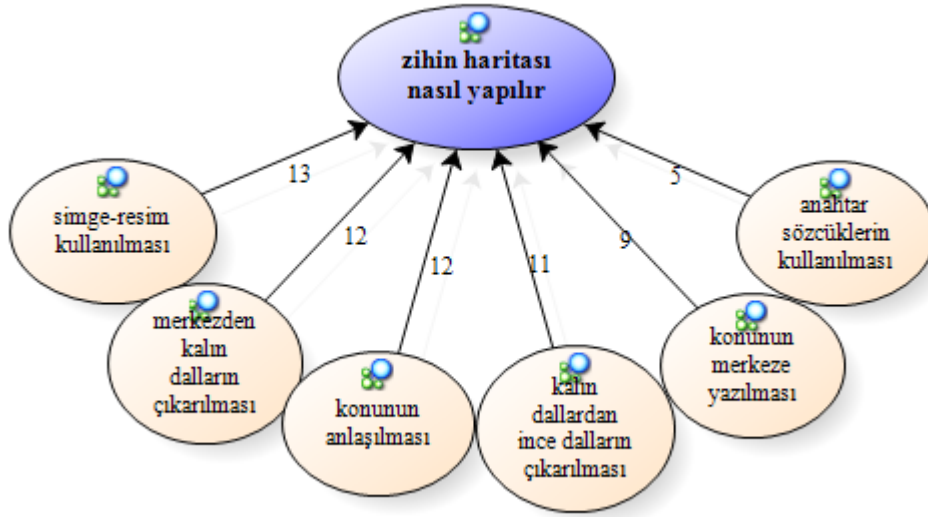 zihin haritası
nasıl yapılır
13
12
12
11
9
5
simge-resim
kullanılması
merkezden
kalın
dalların
çıkarılması
konunun
anlaşılması
kalın
dallardan
ince dalların
çıkarılması
konunun
merkeze
yazılması
anahtar
sözcüklerin
kullanılması